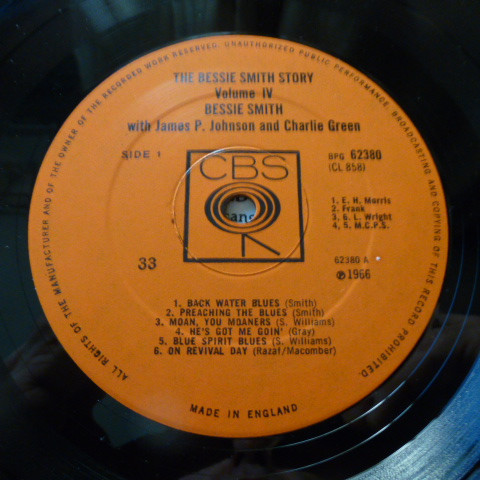 ALL RIGHTS OF THE MANUFACTURER AND OF THE OWNER OF THE RECORDED WORK RESERVED. UNAUTHORIZED PUBLIC PERFORMANCE, BROADCASTING AND COPYING OF THIS RECORD PROHIBITED.
THE BESSIE SMITH STORY
Volume IV
BESSIE SMITH
with James P. Johnson and Charlie Green
SIDE 1
CBS
BPG 62380
(CL 858)
1. E. H. Morris
2. Frank
3, 6. L. Wright
4, 5. M.C.P.S.
33
62380 A
℗1966
1. BACK WATER BLUES (Smith)
2. PREACHING THE BLUES (Smith)
3. MOAN, YOU MOANERS (S. Williams)
4. HE'S GOT ME GOIN' (Gray)
5. BLUE SPIRIT BLUES (S. Williams)
6. ON REVIVAL DAY (Razaf/Macomber)
MADE IN ENGLAND